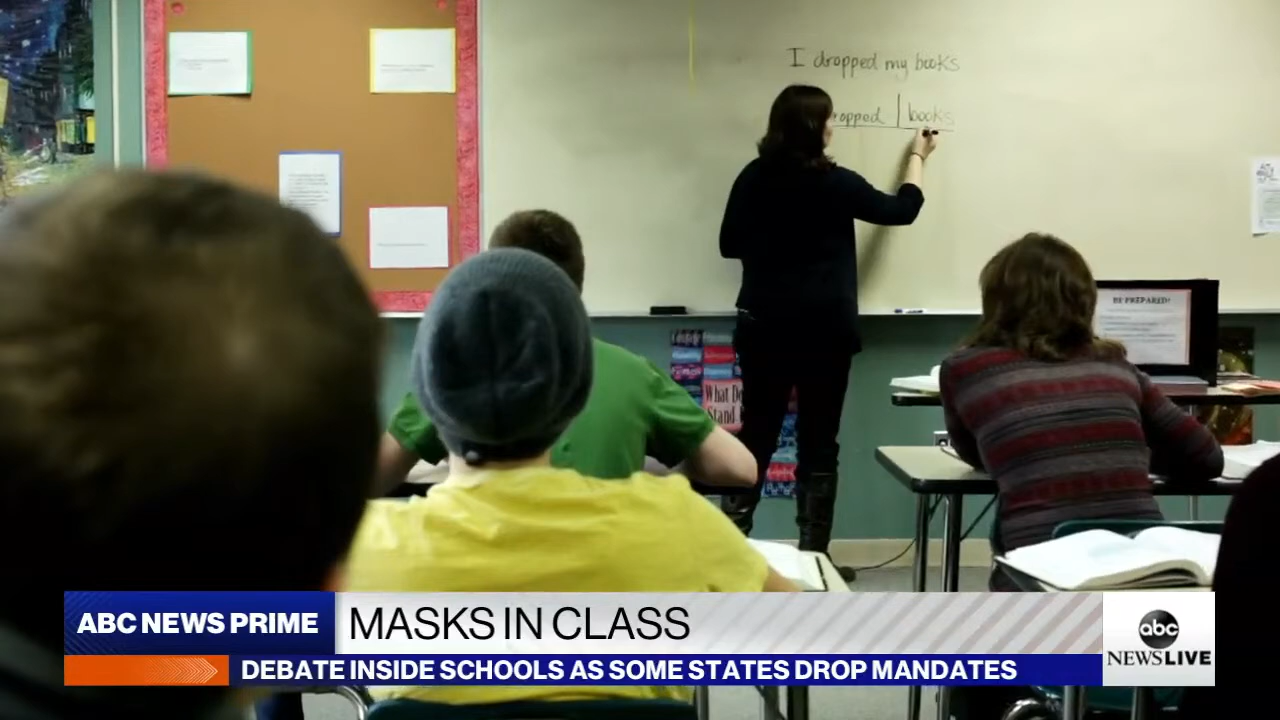 I dropped my books
ropped | books
BE PREPARED!
What Do
Stand
ABC NEWS PRIME
MASKS IN CLASS
DEBATE INSIDE SCHOOLS AS SOME STATES DROP MANDATES
abc
NEWSLIVE